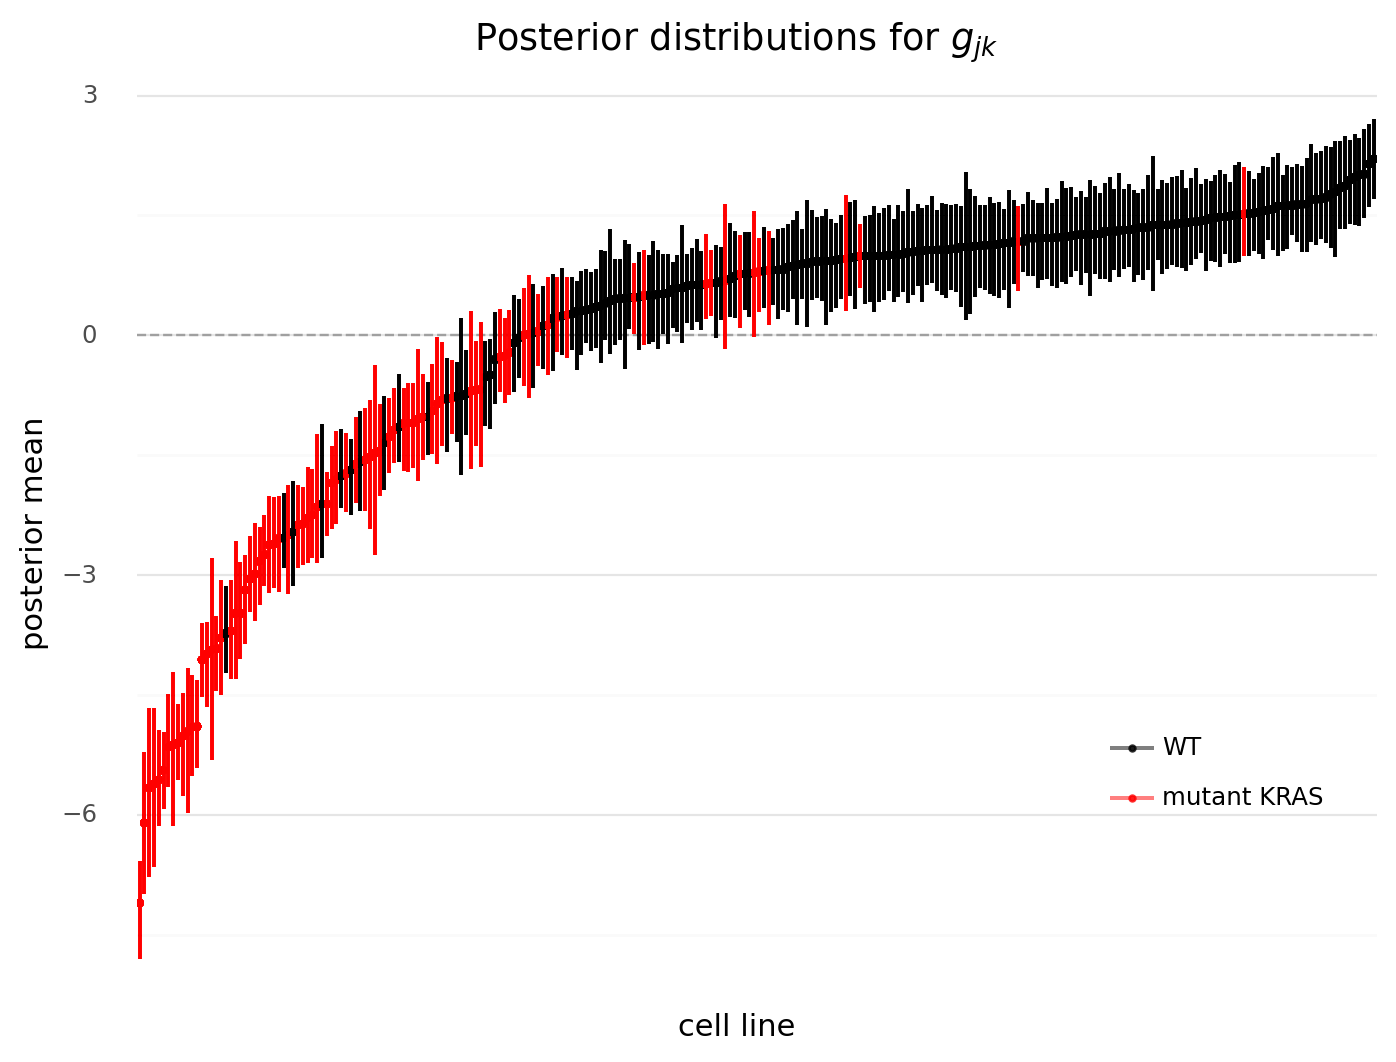 Posterior distributions for g_jk
3
0
−3
−6
posterior mean
WT
mutant KRAS
cell line